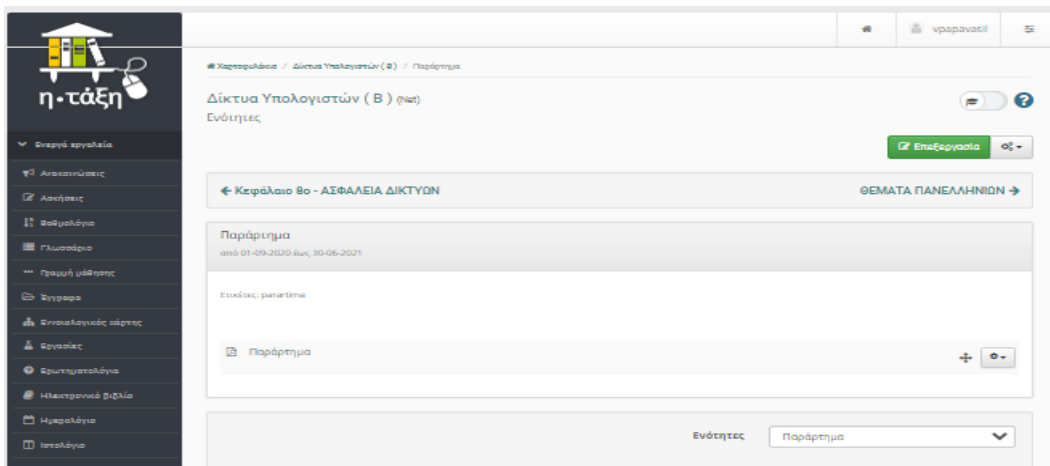 vpapavasil
η·τάξη
Χαρτοφυλάκιο / Δίκτυα Υπολογιστών ( Β ) / Παράρτημα
Δίκτυα Υπολογιστών ( Β ) (Net)
Ενότητες
Ενεργά εργαλεία
Επεξεργασία
Ανακοινώσεις
Ασκήσεις
Βαθμολόγιο
Γλωσσάριο
Γραμμή μάθησης
Έγγραφα
Εννοιολογικός χάρτης
Εργασίες
Ερωτηματολόγια
Ηλεκτρονικό βιβλίο
Ημερολόγιο
Ιστολόγιο
← Κεφάλαιο 8ο - ΑΣΦΑΛΕΙΑ ΔΙΚΤΥΩΝ
ΘΕΜΑΤΑ ΠΑΝΕΛΛΗΝΙΩΝ →
Παράρτημα
από 01-09-2020 έως 30-06-2021
Ετικέτες: parartima
Παράρτημα
Ενότητες Παράρτημα